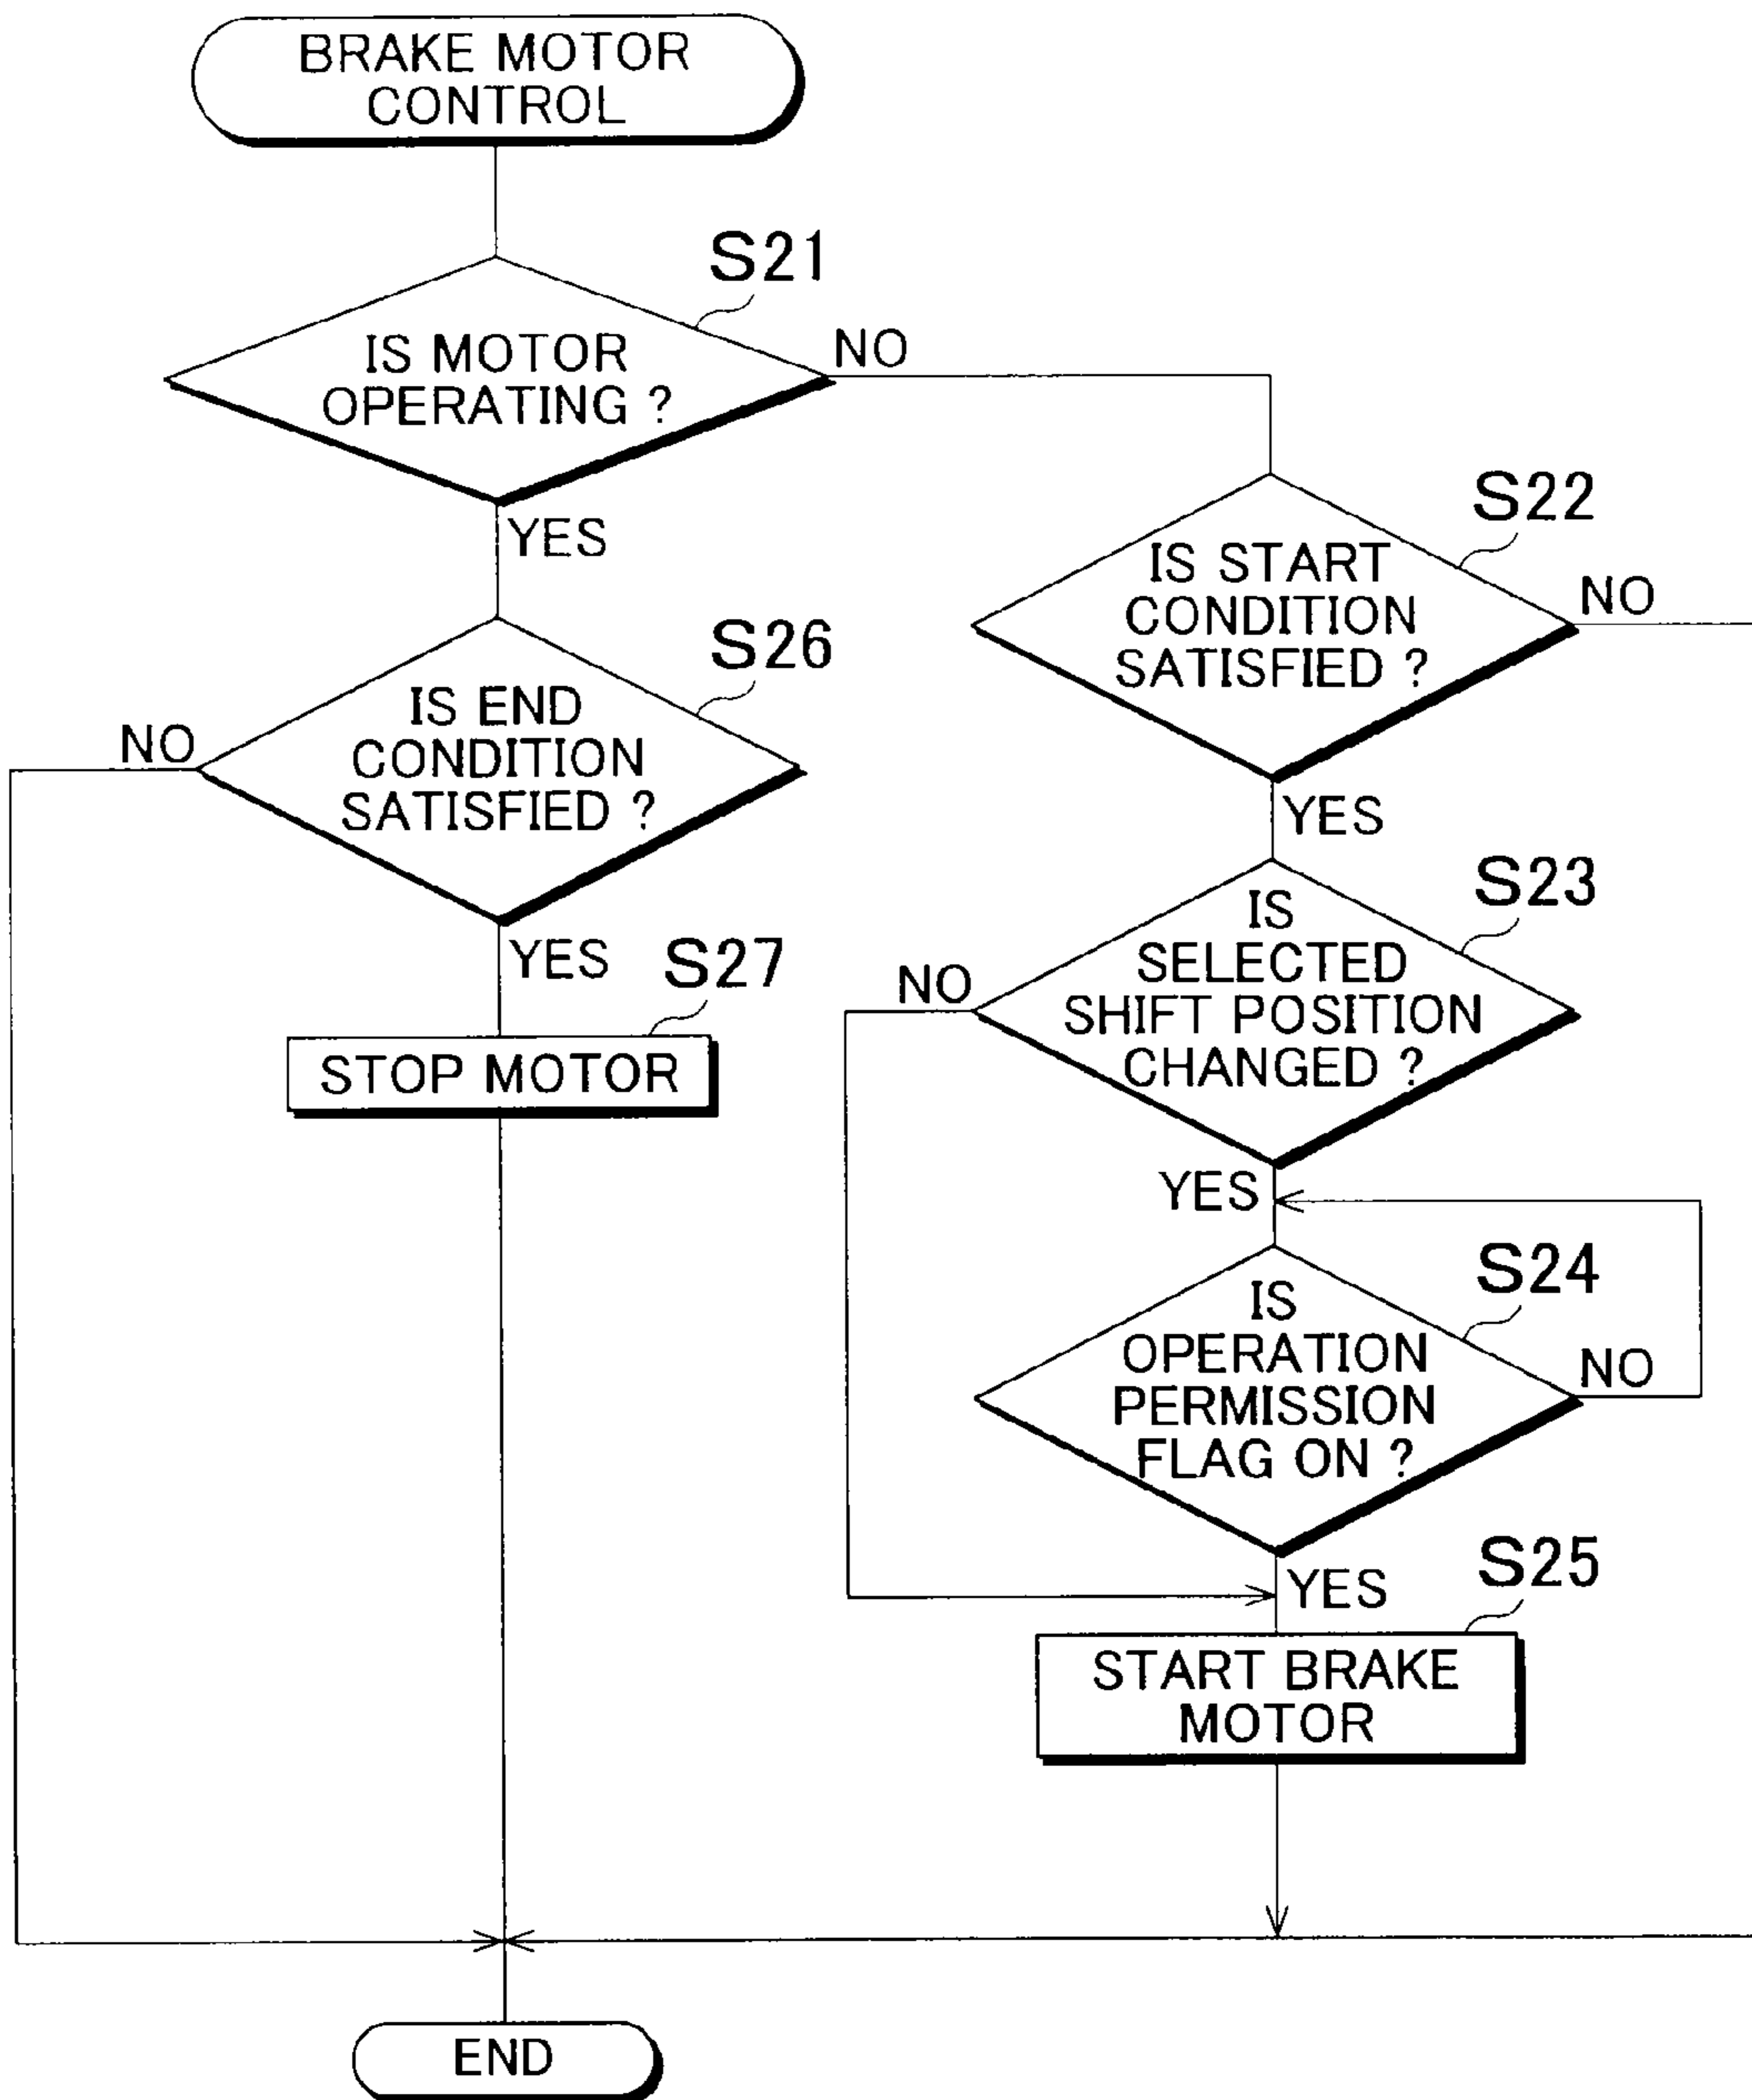 BRAKE MOTOR
CONTROL
S21
IS MOTOR
OPERATING ?
NO
YES
S22
IS START
CONDITION
SATISFIED ?
NO
YES
S26
IS END
CONDITION
SATISFIED ?
NO
YES
S27
STOP MOTOR
S23
IS
SELECTED
SHIFT POSITION
CHANGED ?
NO
YES
S24
IS
OPERATION
PERMISSION
FLAG ON ?
NO
YES
S25
START BRAKE
MOTOR
END